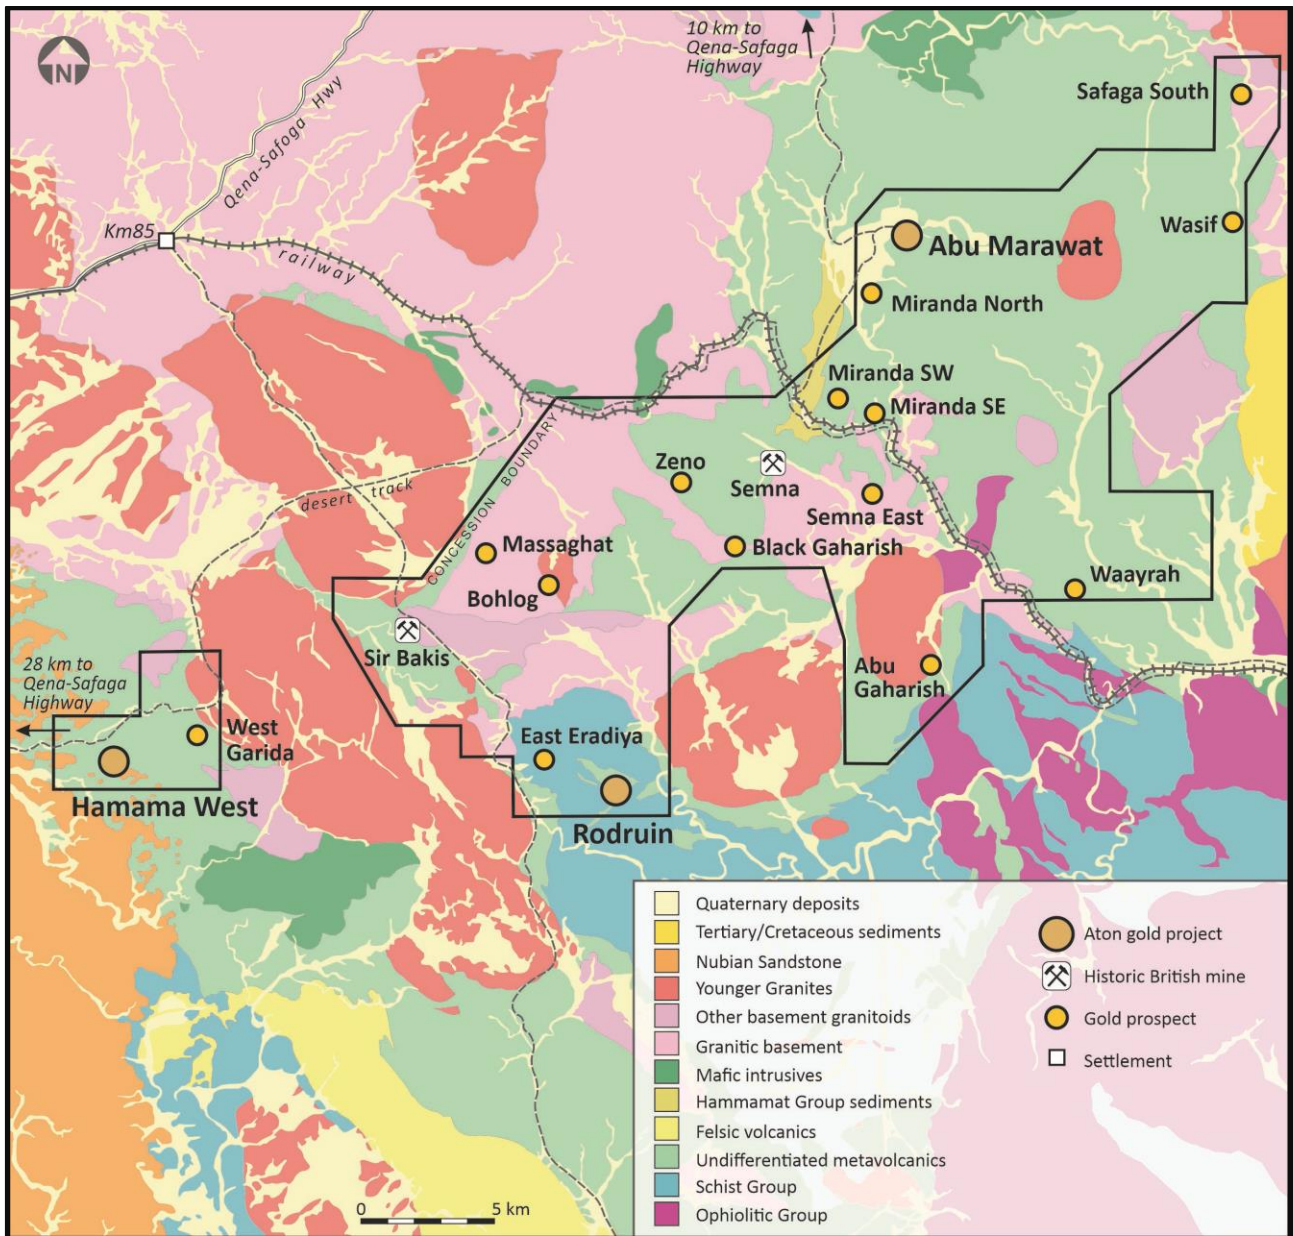 10 km to
Qena-Safaga
Highway
N
Safaga South
Qena-Safoga Hwy
Km85
railway
Wasif
Abu Marawat
Miranda North
Miranda SW
Miranda SE
CONCESSION BOUNDARY
Zeno
Semna
desert track
Semna East
Massaghat
Black Gaharish
Bohlog
Waayrah
Sir Bakis
28 km to
Qena-Safaga
Highway
Abu
Gaharish
West
Garida
East Eradiya
Hamama West
Rodruin
Quaternary deposits
Tertiary/Cretaceous sediments
Nubian Sandstone
Younger Granites
Other basement granitoids
Granitic basement
Mafic intrusives
Hammamat Group sediments
Felsic volcanics
Undifferentiated metavolcanics
Schist Group
Ophiolitic Group
Aton gold project
Historic British mine
Gold prospect
Settlement
0 5 km